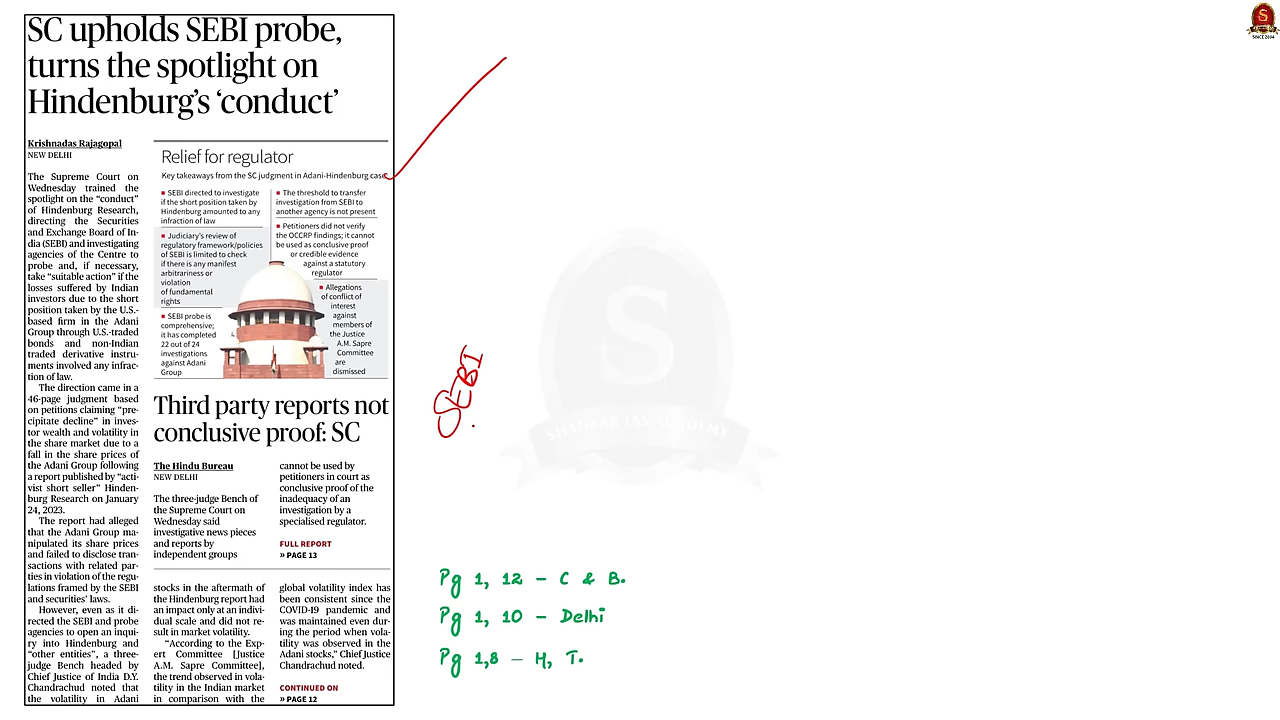 SC upholds SEBI probe,
turns the spotlight on
Hindenburg's 'conduct'
Krishnadas Rajagopal
NEW DELHI
The Supreme Court on
Wednesday trained the
spotlight on the "conduct"
of Hindenburg Research,
directing the Securities
and Exchange Board of In-
dia (SEBI) and investigating
agencies of the Centre to
probe and, if necessary,
take "suitable action" if the
losses suffered by Indian
investors due to the short
position taken by the U.S.-
based firm in the Adani
Group through U.S.-traded
bonds and non-Indian
traded derivative instru-
ments involved any infrac-
tion of law.
The direction came in a
46-page judgment based
on petitions claiming "pre-
cipitate decline" in inves-
tor wealth and volatility in
the share market due to a
fall in the share prices of
the Adani Group following
a report published by "acti-
vist short seller" Hinden-
burg Research on January
24, 2023.
The report had alleged
that the Adani Group ma-
nipulated its share prices
and failed to disclose tran-
sactions with related par-
ties in violation of the regu-
lations framed by the SEBI
and securities' laws.
However, even as it di-
rected the SEBI and probe
agencies to open an inqui-
ry into Hindenburg and
"other entities", a three-
judge Bench headed by
Chief Justice of India D.Y.
Chandrachud noted that
the volatility in Adani
Relief for regulator
Key takeaways from the SC judgment in Adani-Hindenburg case
■ SEBI directed to investigate
if the short position taken by
Hindenburg amounted to any
infraction of law
■ Judiciary's review of
regulatory framework/policies
of SEBI is limited to check
if there is any manifest
arbitrariness or
violation
of fundamental
rights
■ SEBI probe is
comprehensive;
it has completed
22 out of 24
investigations
against Adani
Group
■ The threshold to transfer
investigation from SEBI to
another agency is not present
■ Petitioners did not verify
the OCCRP findings; it cannot
be used as conclusive proof
or credible evidence
against a statutory
regulator
■ Allegations
of conflict of
interest
against
members of
the Justice
A.M. Sapre
Committee
are
dismissed
Third party reports not
conclusive proof: SC
The Hindu Bureau
NEW DELHI
The three-judge Bench of
the Supreme Court on
Wednesday said
investigative news pieces
and reports by
independent groups
cannot be used by
petitioners in court as
conclusive proof of the
inadequacy of an
investigation by a
specialised regulator.
FULL REPORT
» PAGE 13
stocks in the aftermath of
the Hindenburg report had
an impact only at an indivi-
dual scale and did not re-
sult in market volatility.
"According to the Exp-
ert Committee [Justice
A.M. Sapre Committee],
the trend observed in vola-
tility in the Indian market
in comparison with the
global volatility index has
been consistent since the
COVID-19 pandemic and
was maintained even dur-
ing the period when vola-
tility was observed in the
Adani stocks," Chief Justice
Chandrachud noted.
CONTINUED ON
» PAGE 12
SEBI
Pg 1, 12 - C & B.
Pg 1, 10 - Delhi
Pg 1,8 - H, T.
S
SHANKAR IAS ACADEMY
S
SINCE 2004